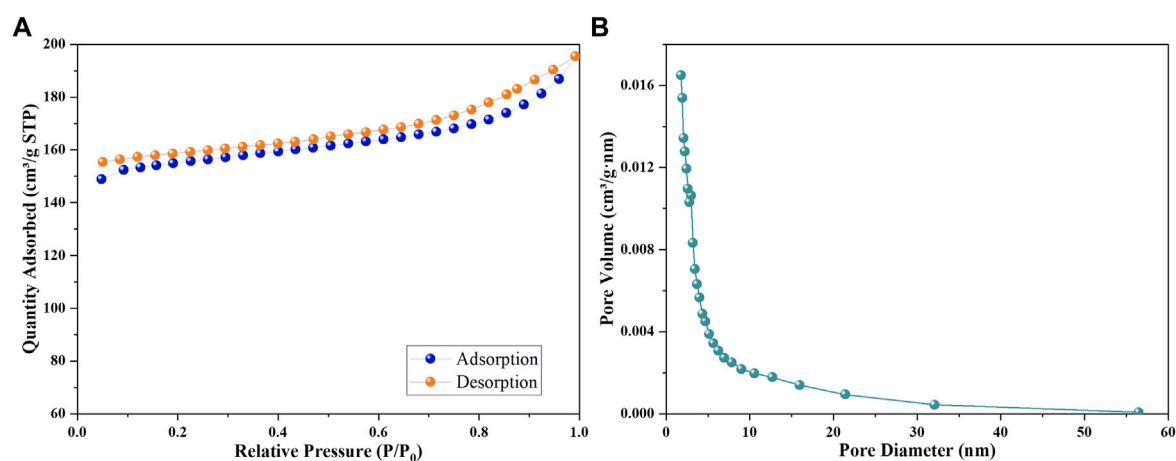 A
200
180
160
140
120
100
80
60
0.0 0.2 0.4 0.6 0.8 1.0
Quantity Adsorbed (cm³/g STP)
Relative Pressure (P/P₀)
Adsorption
Desorption
B
0.016
0.012
0.008
0.004
0.000
0 10 20 30 40 50 60
Pore Volume (cm³/g·nm)
Pore Diameter (nm)